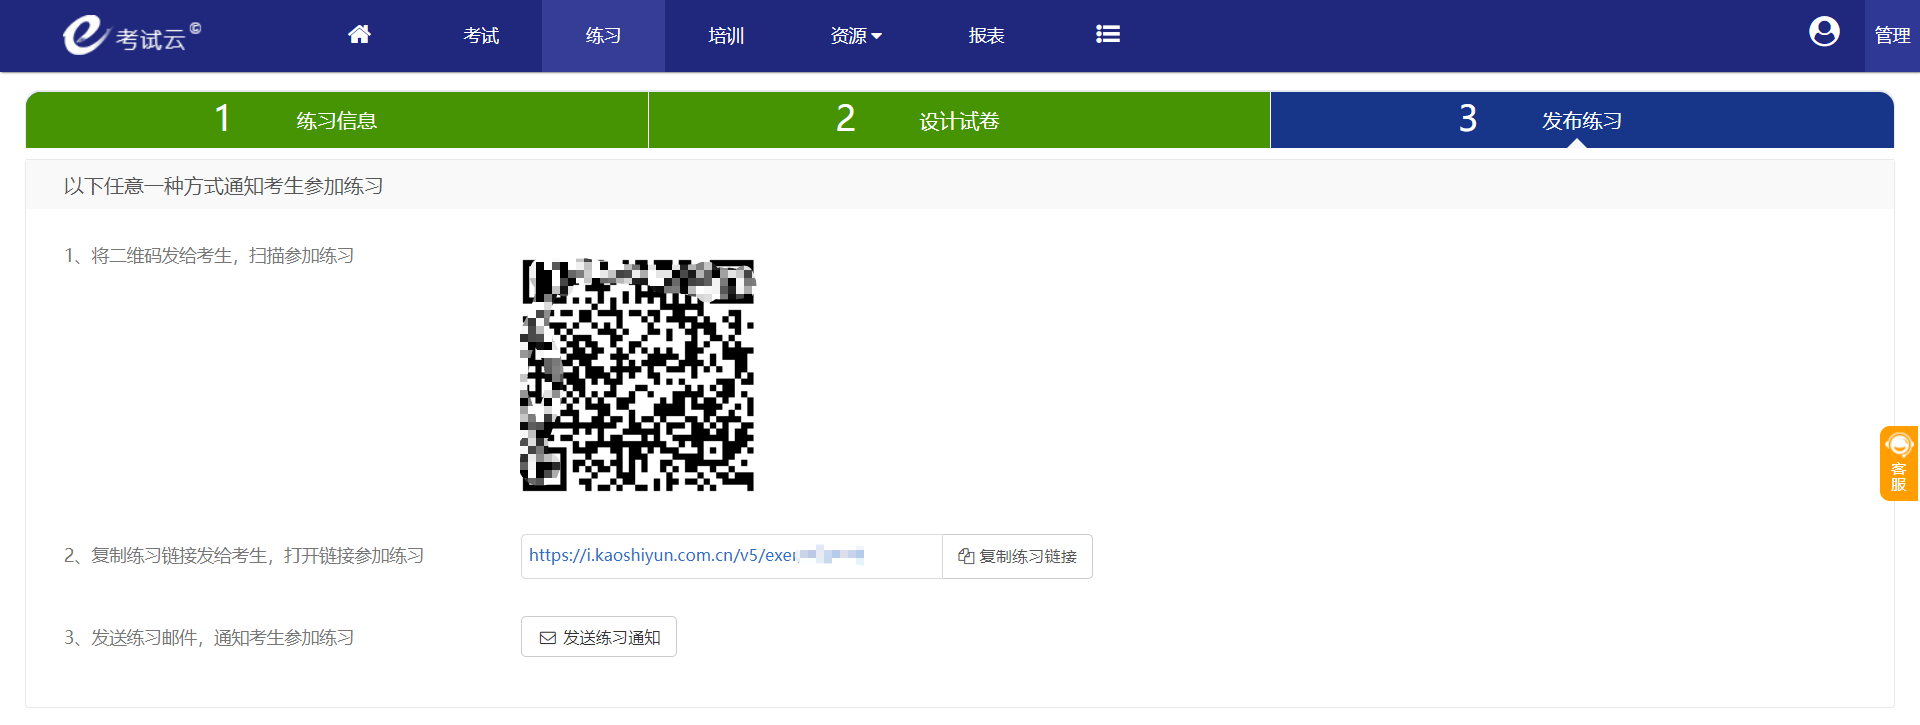 考试云©
考试
练习
培训
资源
报表
管理
1 练习信息
2 设计试卷
3 发布练习
以下任意一种方式通知考生参加练习
1、将二维码发给考生，扫描参加练习
2、复制练习链接发给考生，打开链接参加练习
https://i.kaoshiyun.com.cn/v5/exer
复制练习链接
3、发送练习邮件，通知考生参加练习
发送练习通知
客服